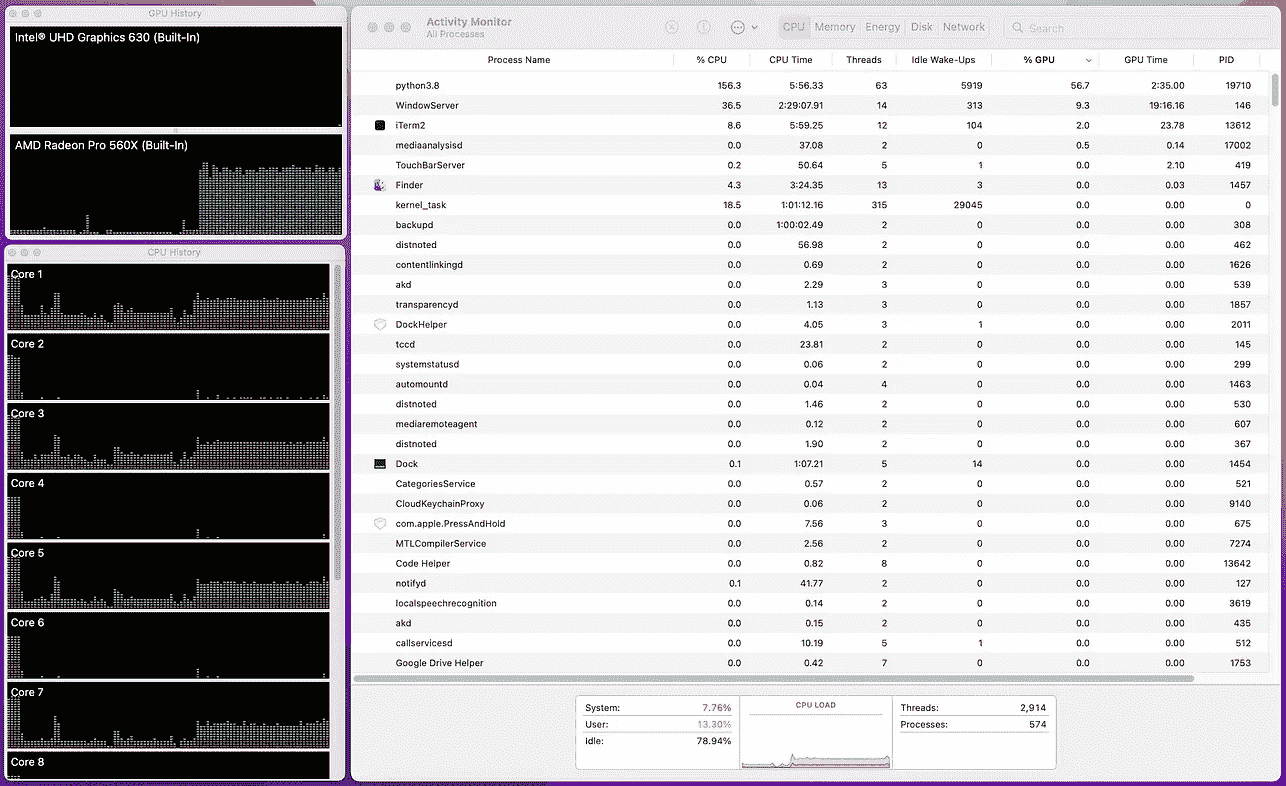 GPU History
Intel® UHD Graphics 630 (Built-In)
AMD Radeon Pro 560X (Built-In)
CPU History
Core 1
Core 2
Core 3
Core 4
Core 5
Core 6
Core 7
Core 8
Activity Monitor
All Processes
CPU Memory Energy Disk Network Search
Process Name % CPU CPU Time Threads Idle Wake-Ups % GPU GPU Time PID
python3.8 156.3 5:56.33 63 5919 56.7 2:35.00 19710
WindowServer 36.5 2:29:07.91 14 313 9.3 19:16.16 146
iTerm2 8.6 5:59.25 12 104 2.0 23.78 13612
mediaanalysisd 0.0 37.08 2 0 0.5 0.14 17002
TouchBarServer 0.2 50.64 5 1 0.0 2.10 419
Finder 4.3 3:24.35 13 3 0.0 0.03 1457
kernel_task 18.5 1:01:12.16 315 29045 0.0 0.00 0
backupd 0.0 1:00:02.49 2 0 0.0 0.00 308
distnoted 0.0 56.98 2 0 0.0 0.00 462
contentlinkingd 0.0 0.69 2 0 0.0 0.00 1626
akd 0.0 2.29 3 0 0.0 0.00 539
transparencyd 0.0 1.13 3 0 0.0 0.00 1857
DockHelper 0.0 4.05 3 1 0.0 0.00 2011
tccd 0.0 23.81 2 0 0.0 0.00 145
systemstatusd 0.0 0.06 2 0 0.0 0.00 299
automountd 0.0 0.04 4 0 0.0 0.00 1463
distnoted 0.0 1.46 2 0 0.0 0.00 530
mediaremoteagent 0.0 0.12 2 0 0.0 0.00 607
distnoted 0.0 1.90 2 0 0.0 0.00 367
Dock 0.1 1:07.21 5 14 0.0 0.00 1454
CategoriesService 0.0 0.57 2 0 0.0 0.00 521
CloudKeychainProxy 0.0 0.06 2 0 0.0 0.00 9140
com.apple.PressAndHold 0.0 7.56 3 0 0.0 0.00 675
MTLCompilerService 0.0 2.56 2 0 0.0 0.00 7274
Code Helper 0.0 0.82 8 0 0.0 0.00 13642
notifyd 0.1 41.77 2 0 0.0 0.00 127
localspeechrecognition 0.0 0.14 2 0 0.0 0.00 3619
akd 0.0 0.15 2 0 0.0 0.00 435
callservicesd 0.0 10.19 5 1 0.0 0.00 512
Google Drive Helper 0.0 0.42 7 0 0.0 0.00 1753
System: 7.76%
User: 13.30%
Idle: 78.94%
CPU LOAD
Threads: 2,914
Processes: 574